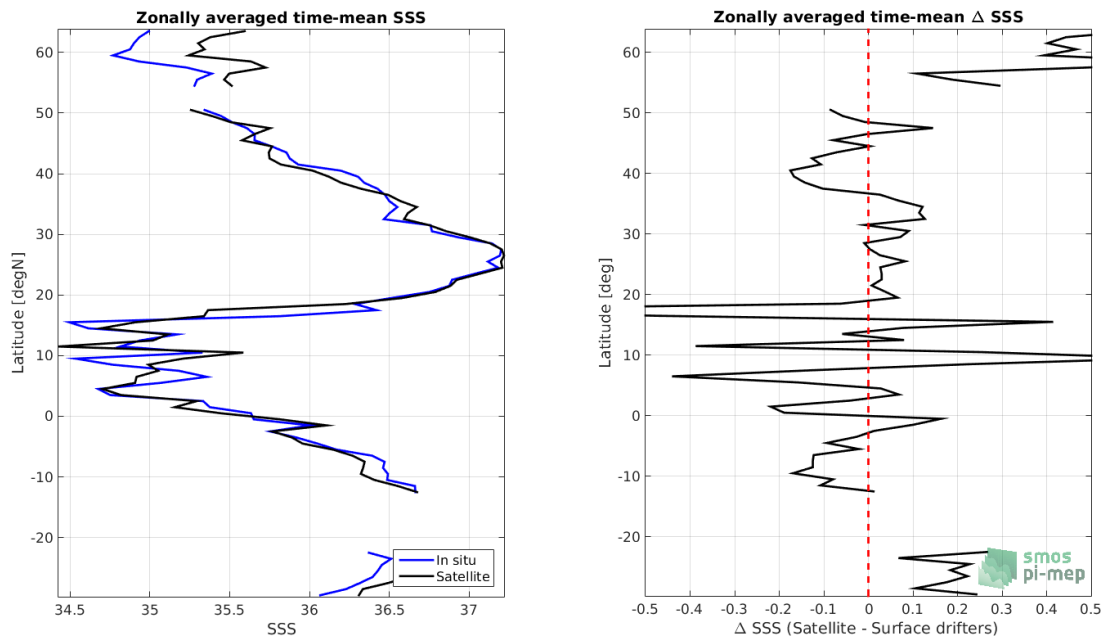 Zonally averaged time-mean SSS
60
50
40
30
20
10
0
-10
-20
Latitude [degN]
34.5 35 35.5 36 36.5 37
SSS
In situ
Satellite
Zonally averaged time-mean Δ SSS
60
50
40
30
20
10
0
-10
-20
Latitude [deg]
-0.5 -0.4 -0.3 -0.2 -0.1 0 0.1 0.2 0.3 0.4 0.5
Δ SSS (Satellite - Surface drifters)
smos
pi-mep